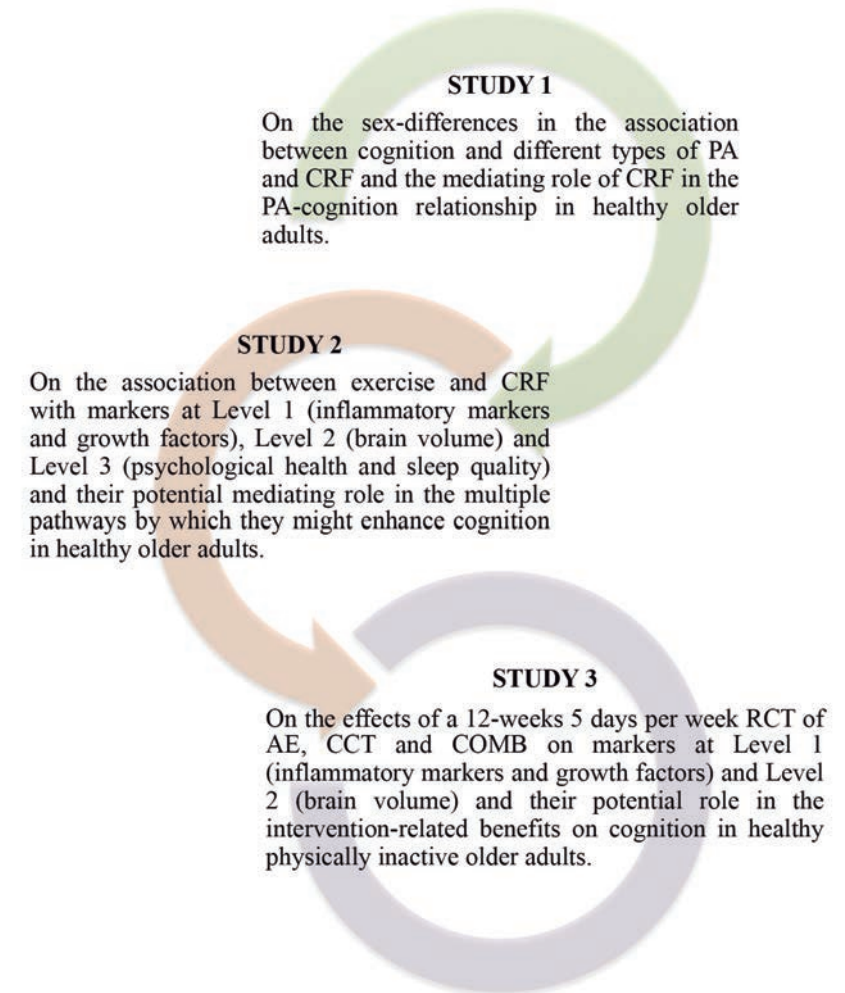 STUDY 1
On the sex-differences in the association
between cognition and different types of PA
and CRF and the mediating role of CRF in the
PA-cognition relationship in healthy older
adults.
STUDY 2
On the association between exercise and CRF
with markers at Level 1 (inflammatory markers
and growth factors), Level 2 (brain volume) and
Level 3 (psychological health and sleep quality)
and their potential mediating role in the multiple
pathways by which they might enhance cognition
in healthy older adults.
STUDY 3
On the effects of a 12-weeks 5 days per week RCT of
AE, CCT and COMB on markers at Level 1
(inflammatory markers and growth factors) and Level
2 (brain volume) and their potential role in the
intervention-related benefits on cognition in healthy
physically inactive older adults.